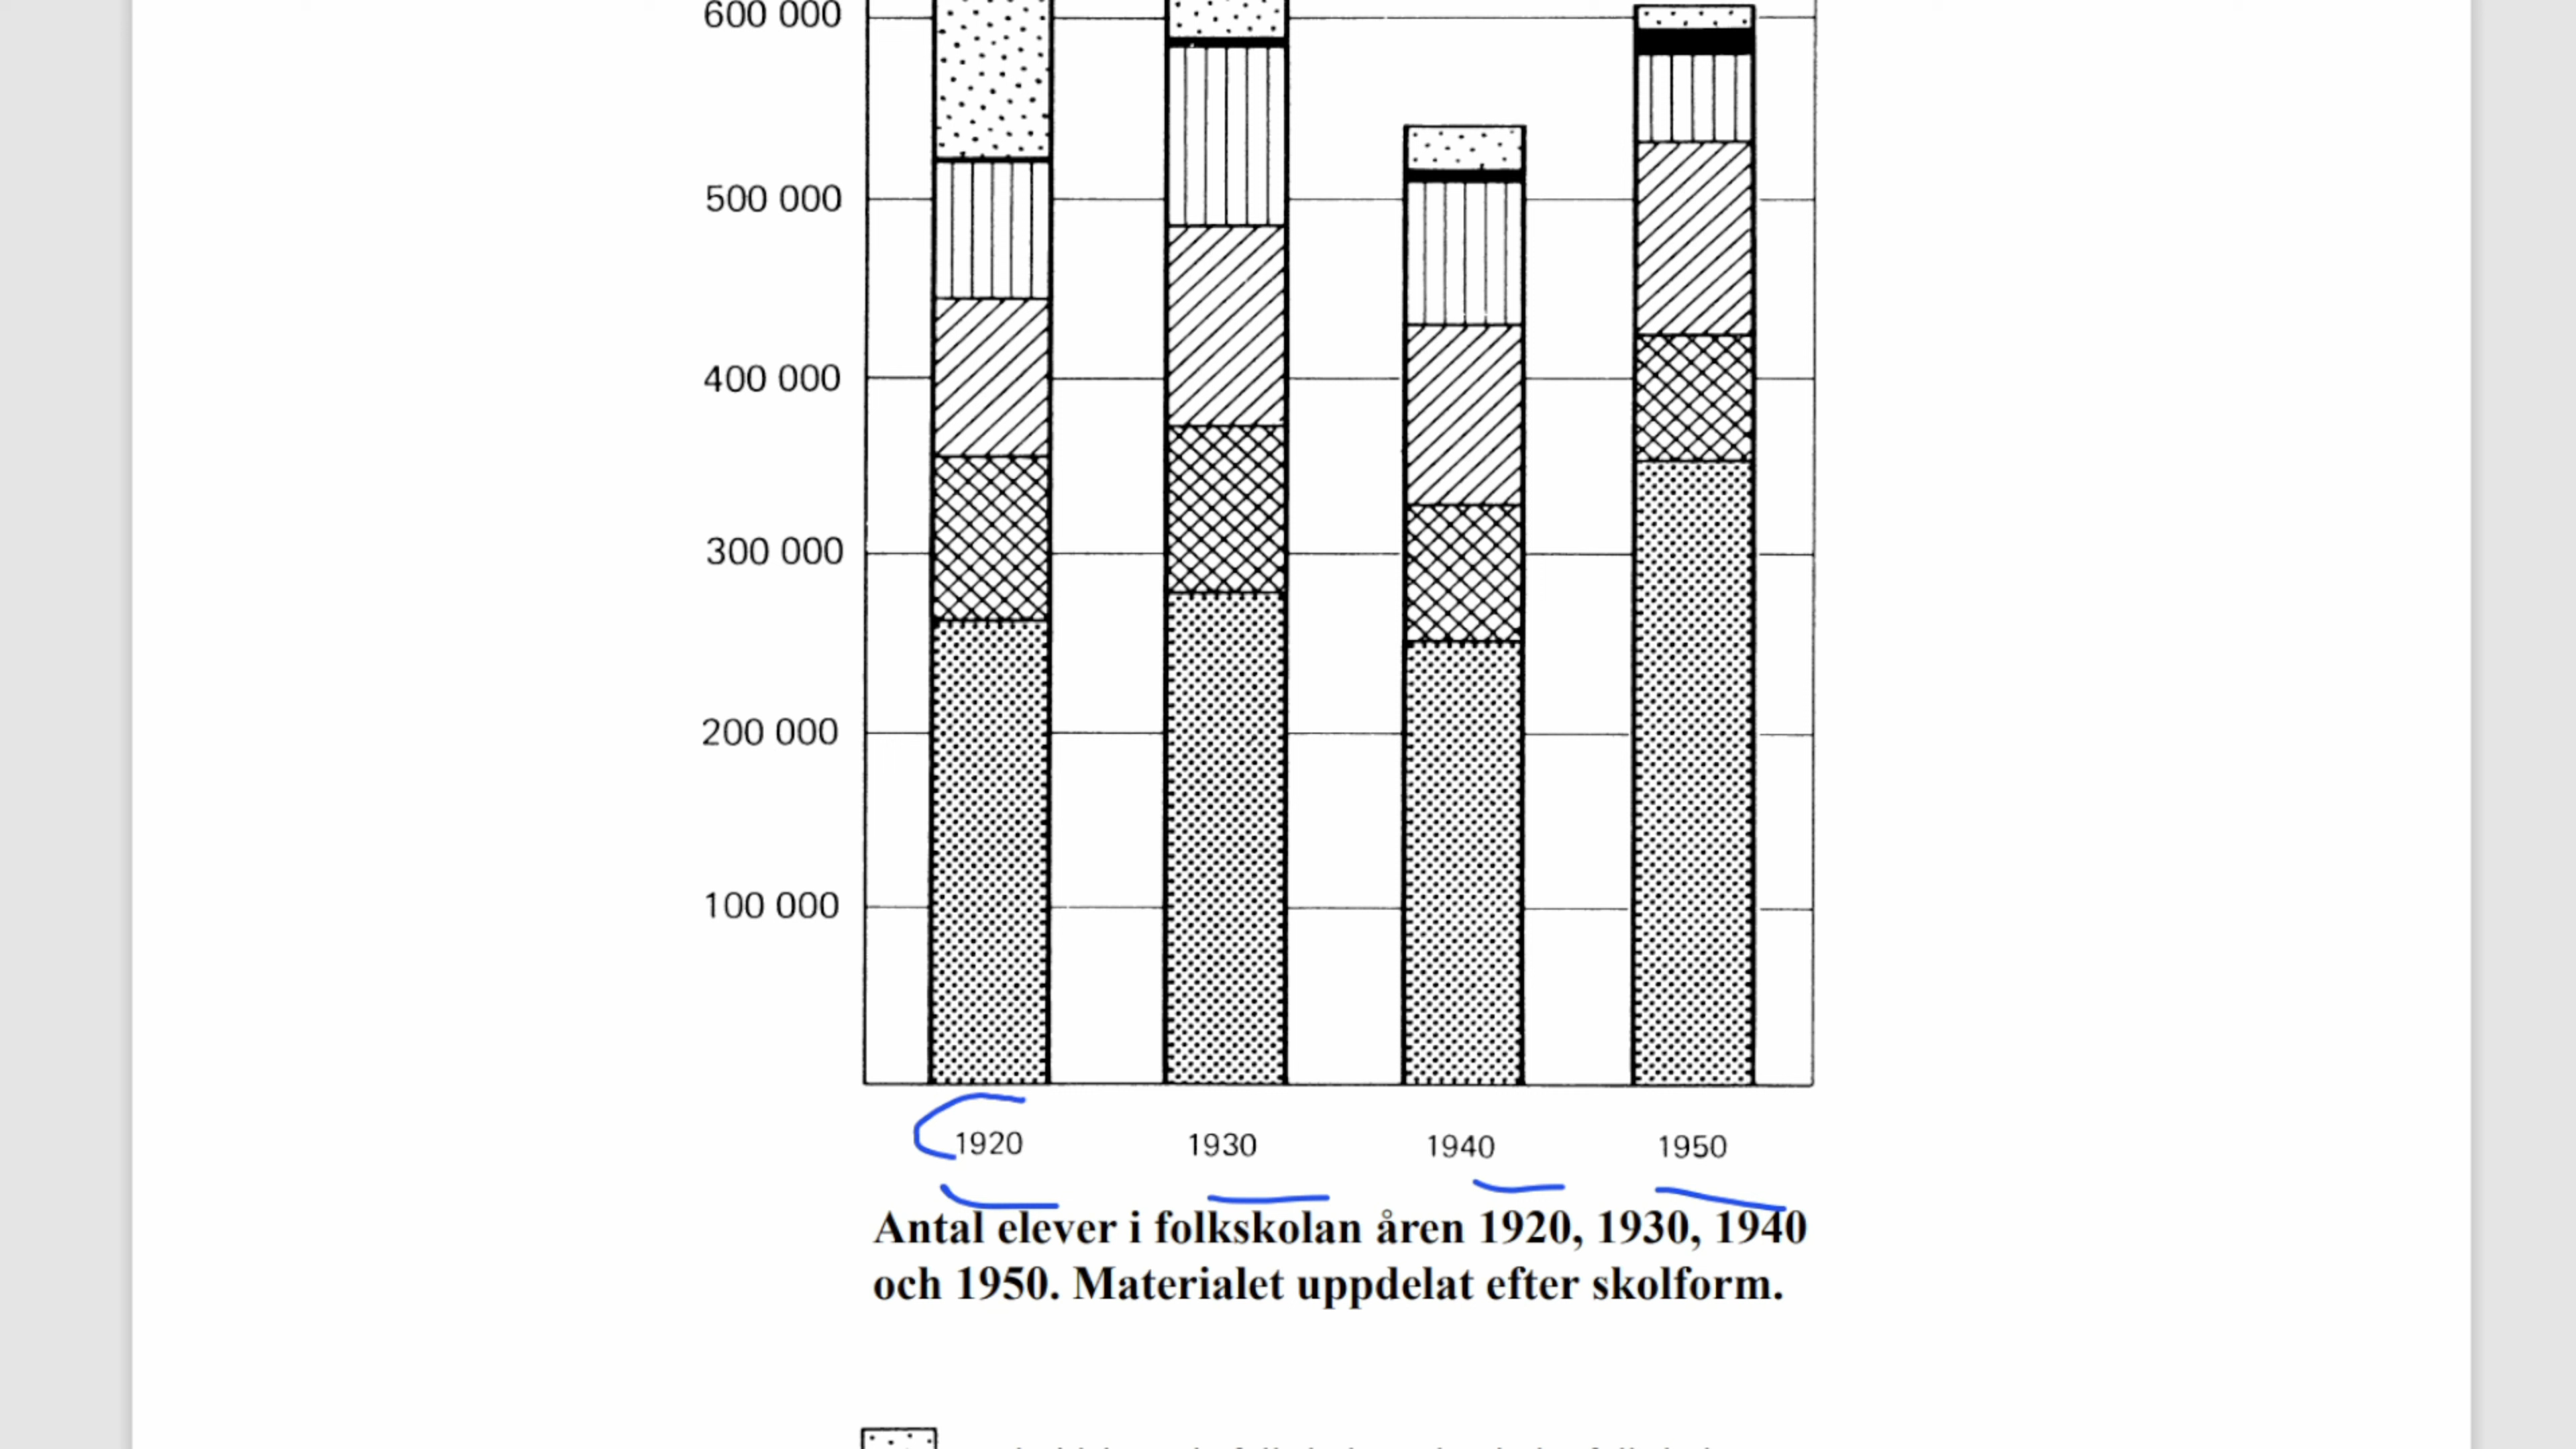 600 000
500 000
400 000
300 000
200 000
100 000
1920 1930 1940 1950
Antal elever i folkskolan åren 1920, 1930, 1940
och 1950. Materialet uppdelat efter skolform.